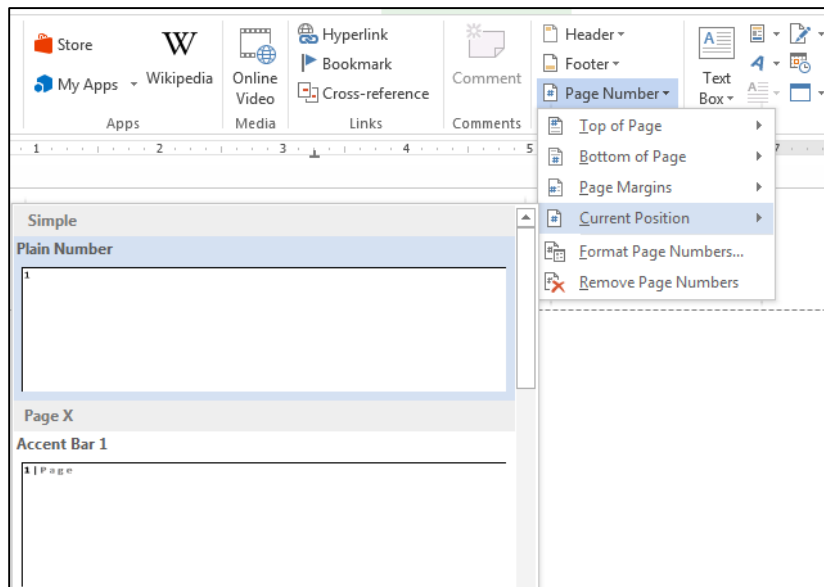 Store
My Apps
W
Wikipedia
Apps
Online
Video
Media
Hyperlink
Bookmark
Cross-reference
Links
Comment
Comments
Header
Footer
Page Number
Text
Box
A
A
Top of Page
Bottom of Page
Page Margins
Current Position
Format Page Numbers...
Remove Page Numbers
1 2 3 4 5 7
Simple
Plain Number
1
Page X
Accent Bar 1
1 | Page